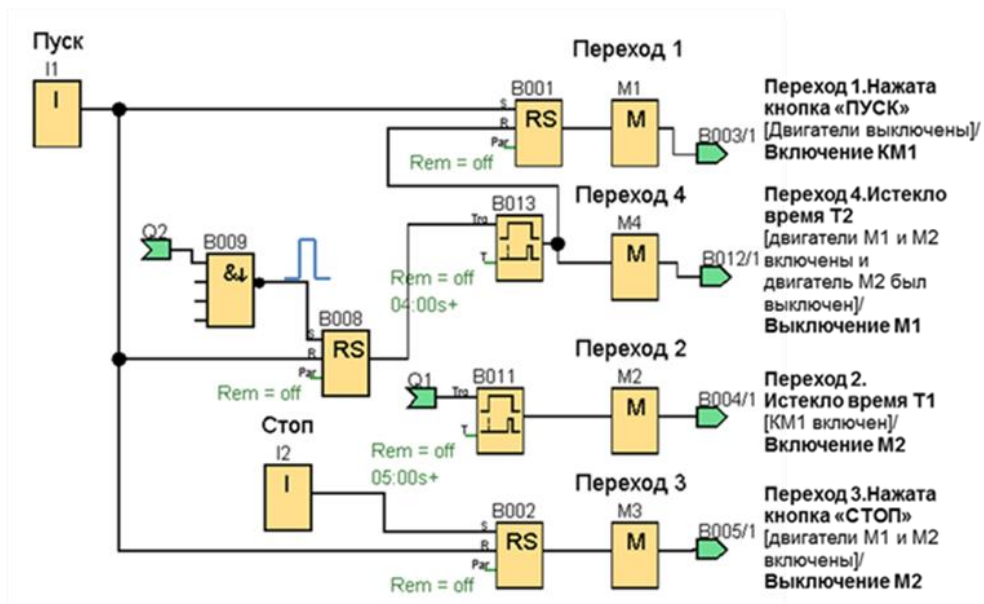 Пуск
I1
I
Переход 1
B001
S
R
Par
RS
Rem = off
M1
M
B003/1
Переход 1.Нажата
кнопка «ПУСК»
[Двигатели выключены]/
Включение КМ1
Переход 4
B013
Trg
T
Rem = off
04:00s+
M4
M
B012/1
Переход 4.Истекло
время Т2
[двигатели М1 и М2
включены и
двигатель М2 был
выключен]/
Выключение М1
Q2
B009
&↓
B008
S
R
Par
RS
Rem = off
Переход 2
Q1
B011
Trg
T
Rem = off
05:00s+
M2
M
B004/1
Переход 2.
Истекло время Т1
[КМ1 включен]/
Включение М2
Стоп
I2
I
Переход 3
B002
S
R
Par
RS
Rem = off
M3
M
B005/1
Переход 3.Нажата
кнопка «СТОП»
[двигатели М1 и М2
включены]/
Выключение М2